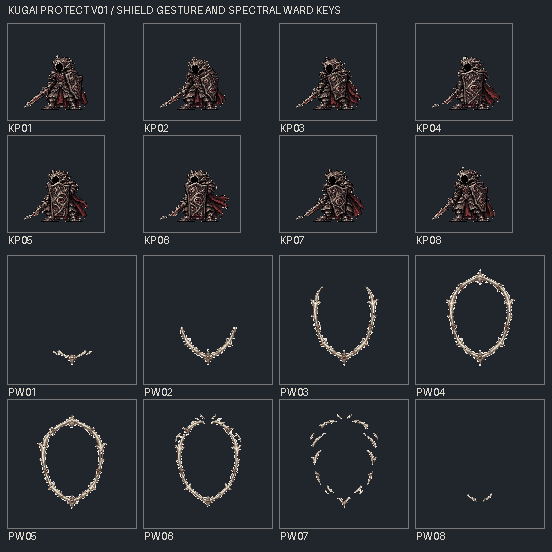 KUGAI PROTECT V01 / SHIELD GESTURE AND SPECTRAL WARD KEYS
KP01 KP02 KP03 KP04
KP05 KP06 KP07 KP08
PW01 PW02 PW03 PW04
PW05 PW06 PW07 PW08